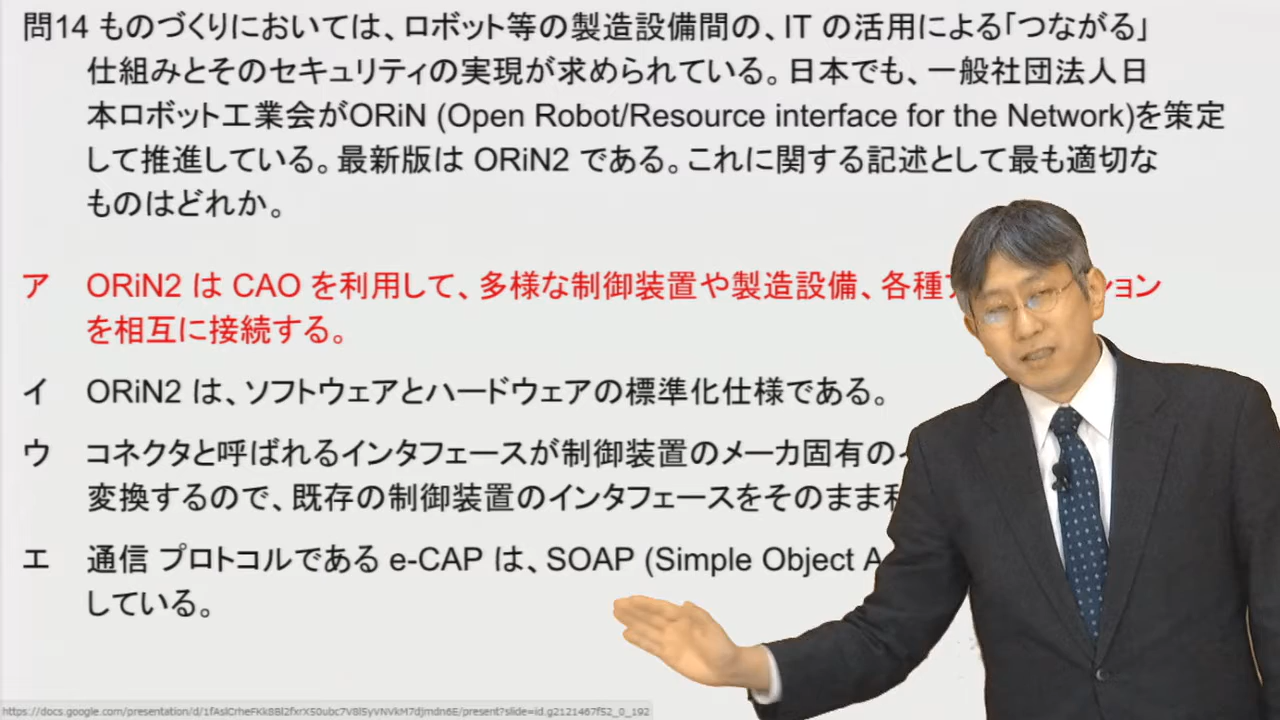 問14 ものづくりにおいては、ロボット等の製造設備間の、IT の活用による「つながる」
仕組みとそのセキュリティの実現が求められている。日本でも、一般社団法人日
本ロボット工業会がORiN (Open Robot/Resource interface for the Network)を策定
して推進している。最新版は ORiN2 である。これに関する記述として最も適切な
ものはどれか。
ア ORiN2 は CAO を利用して、多様な制御装置や製造設備、各種 ション
を相互に接続する。
イ ORiN2 は、ソフトウェアとハードウェアの標準化仕様である。
ウ コネクタと呼ばれるインタフェースが制御装置のメーカ固有の
変換するので、既存の制御装置のインタフェースをそのまま
エ 通信 プロトコルである e-CAP は、SOAP (Simple Object A
している。